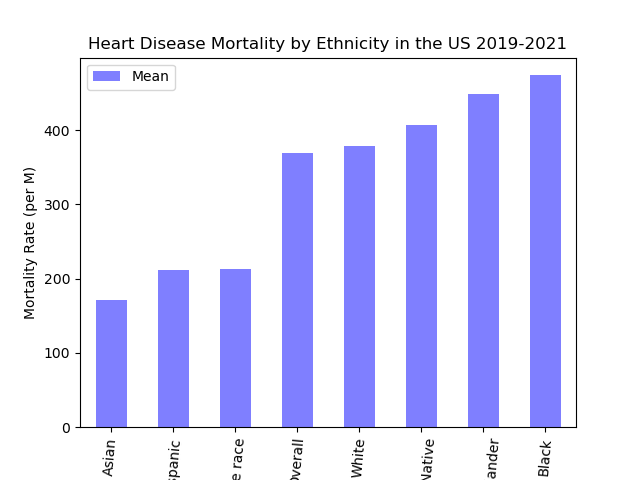 Heart Disease Mortality by Ethnicity in the US 2019-2021
Mean
Mortality Rate (per M)
400
300
200
100
0
Asian
spanic
e race
Overall
White
Native
ander
Black